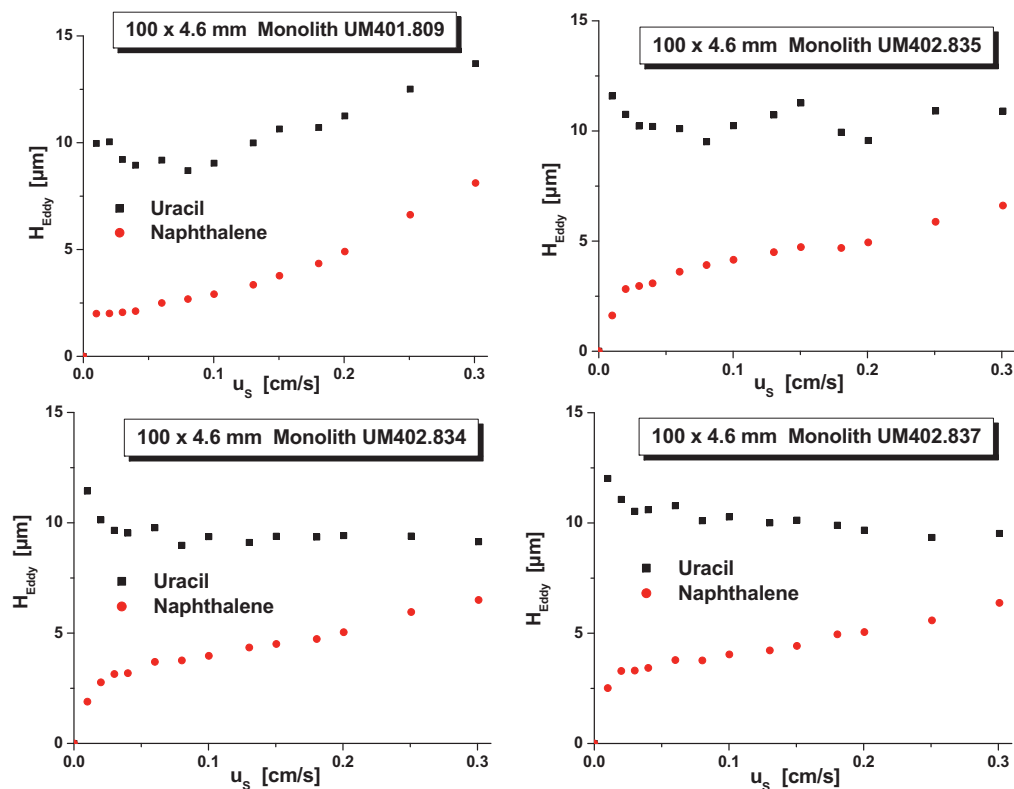 100 x 4.6 mm Monolith UM401.809
15
10
5
0
H_Eddy [µm]
Uracil
Naphthalene
0.0 0.1 0.2 0.3
u_S [cm/s]
100 x 4.6 mm Monolith UM402.835
15
10
5
0
H_Eddy [µm]
0.0 0.1 0.2 0.3
u_S [cm/s]
100 x 4.6 mm Monolith UM402.834
15
10
5
0
H_Eddy [µm]
Uracil
Naphthalene
0.0 0.1 0.2 0.3
u_S [cm/s]
100 x 4.6 mm Monolith UM402.837
15
10
5
0
H_Eddy [µm]
Uracil
Naphthalene
0.0 0.1 0.2 0.3
u_S [cm/s]